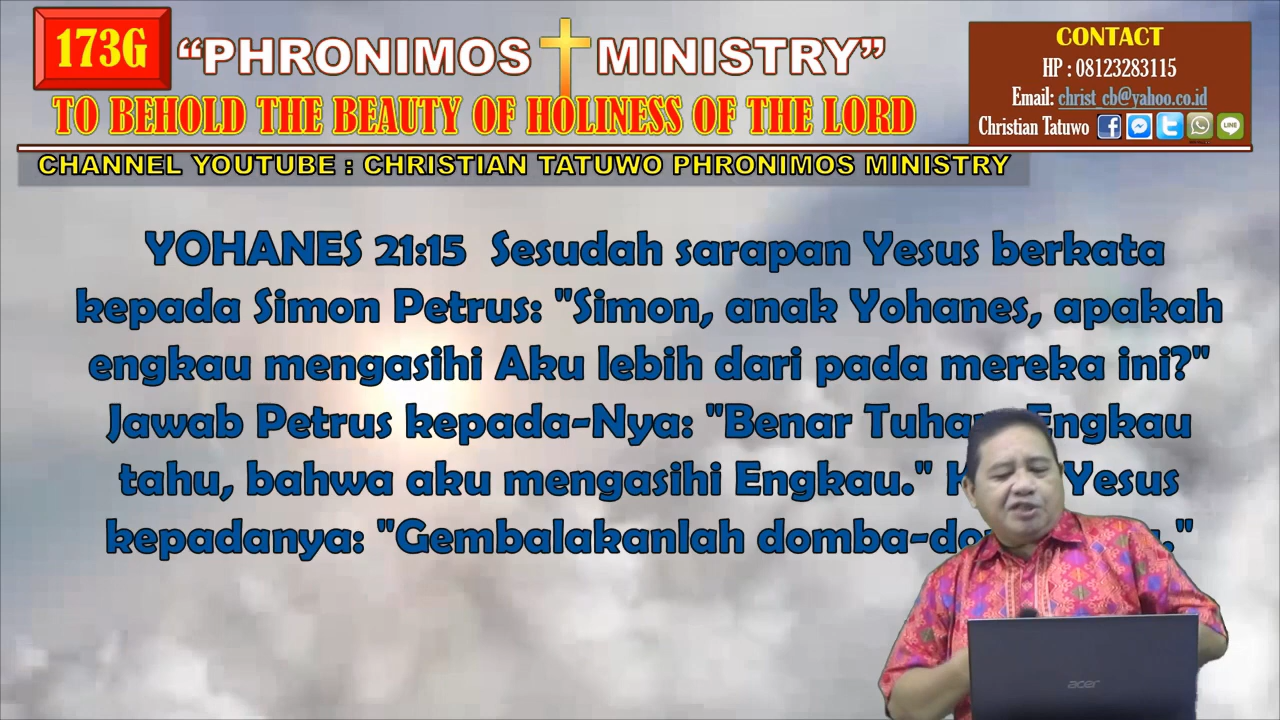 173G
"PHRONIMOS MINISTRY"
TO BEHOLD THE BEAUTY OF HOLINESS OF THE LORD
CONTACT
HP : 08123283115
Email: christ_cb@yahoo.co.id
Christian Tatuwo
LINE
CHANNEL YOUTUBE : CHRISTIAN TATUWO PHRONIMOS MINISTRY
YOHANES 21:15 Sesudah sarapan Yesus berkata
kepada Simon Petrus: "Simon, anak Yohanes, apakah
engkau mengasihi Aku lebih dari pada mereka ini?"
Jawab Petrus kepada-Nya: "Benar Engkau
tahu, bahwa aku mengasihi Engkau." Yesus
kepadanya: "Gembalakanlah
acer